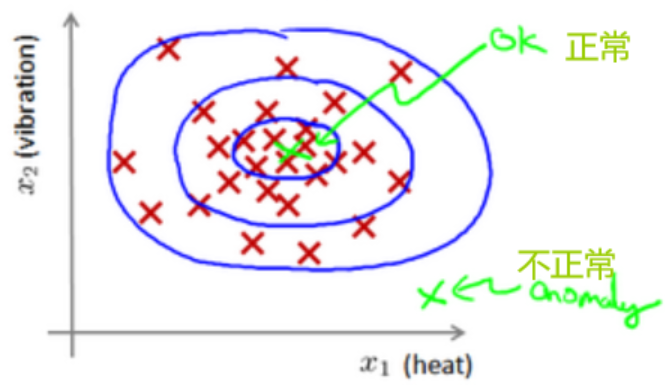 ok 正常
x₂ (vibration)
不正常
anomaly
x₁ (heat)